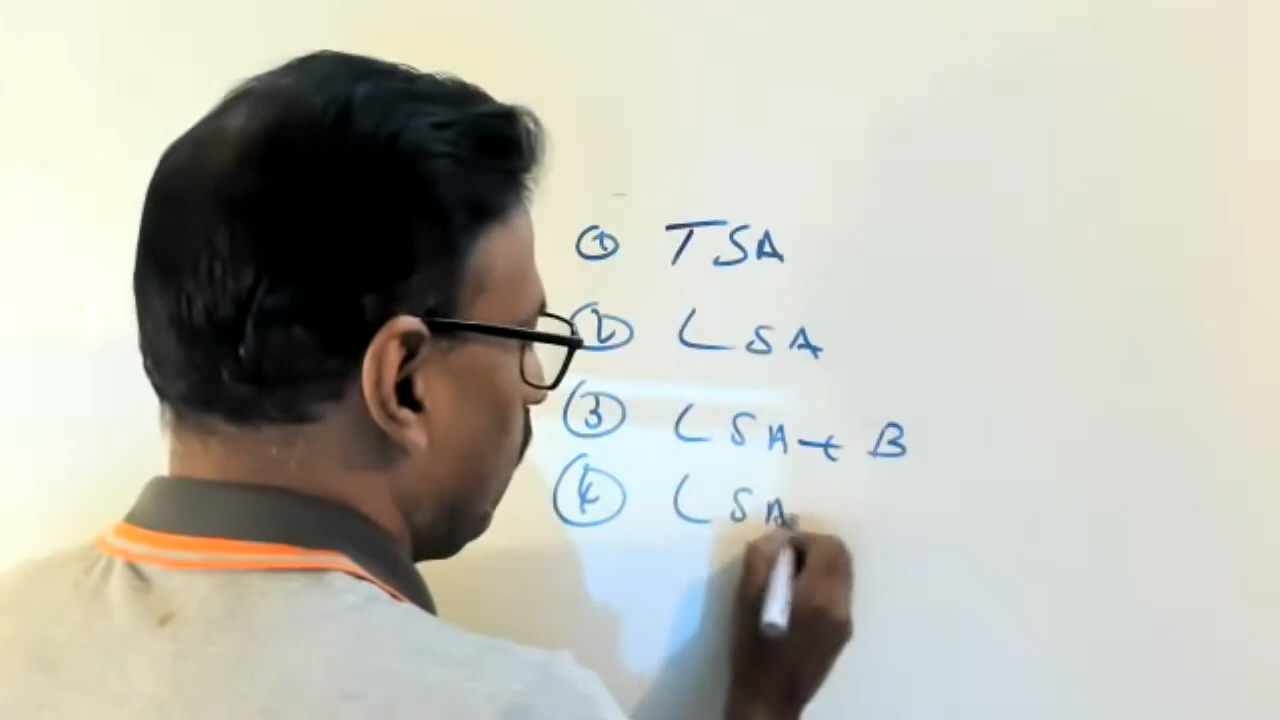 ① TSA
② LSA
③ LSA + B
④ LSA